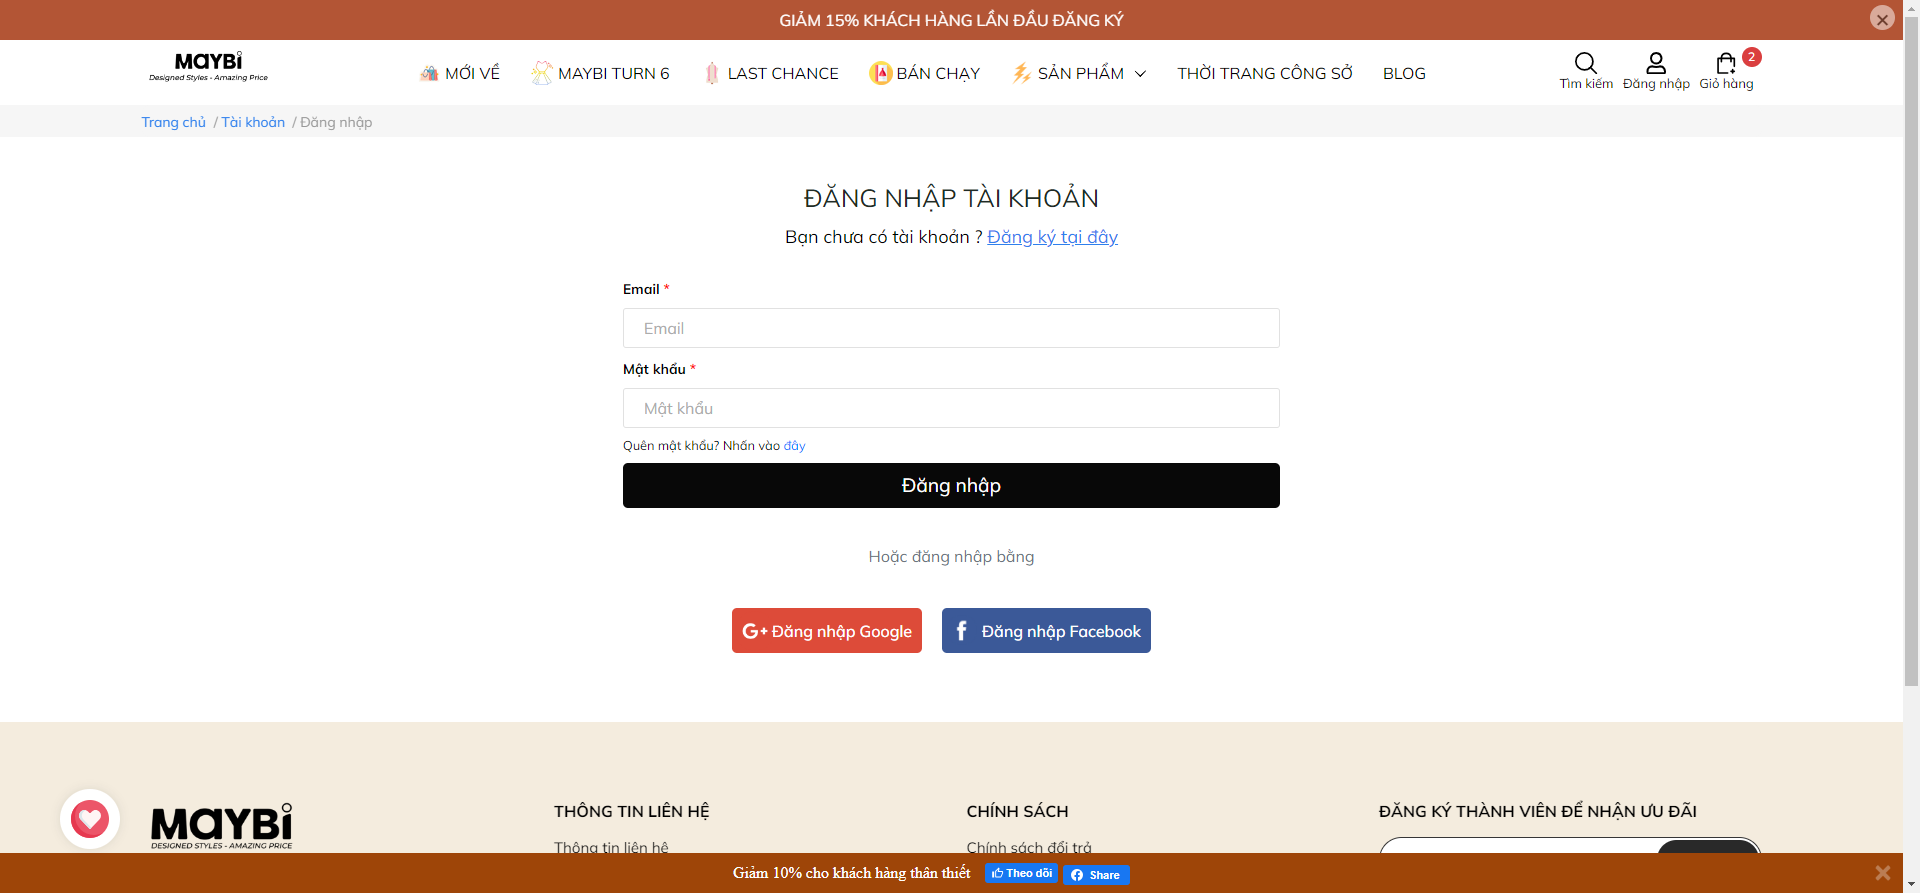 GIẢM 15% KHÁCH HÀNG LẦN ĐẦU ĐĂNG KÝ
MAYBI
Designed Styles - Amazing Price
MỚI VỀ
MAYBI TURN 6
LAST CHANCE
BÁN CHẠY
SẢN PHẨM
THỜI TRANG CÔNG SỞ
BLOG
Tìm kiếm
Đăng nhập
Giỏ hàng
2
Trang chủ / Tài khoản / Đăng nhập
ĐĂNG NHẬP TÀI KHOẢN
Bạn chưa có tài khoản ? Đăng ký tại đây
Email *
Email
Mật khẩu *
Mật khẩu
Quên mật khẩu? Nhấn vào đây
Đăng nhập
Hoặc đăng nhập bằng
G+ Đăng nhập Google
f Đăng nhập Facebook
MAYBI
DESIGNED STYLES - AMAZING PRICE
THÔNG TIN LIÊN HỆ
Thông tin liên hệ
CHÍNH SÁCH
Chính sách đổi trả
ĐĂNG KÝ THÀNH VIÊN ĐỂ NHẬN ƯU ĐÃI
Giảm 10% cho khách hàng thân thiết
Theo dõi
Share